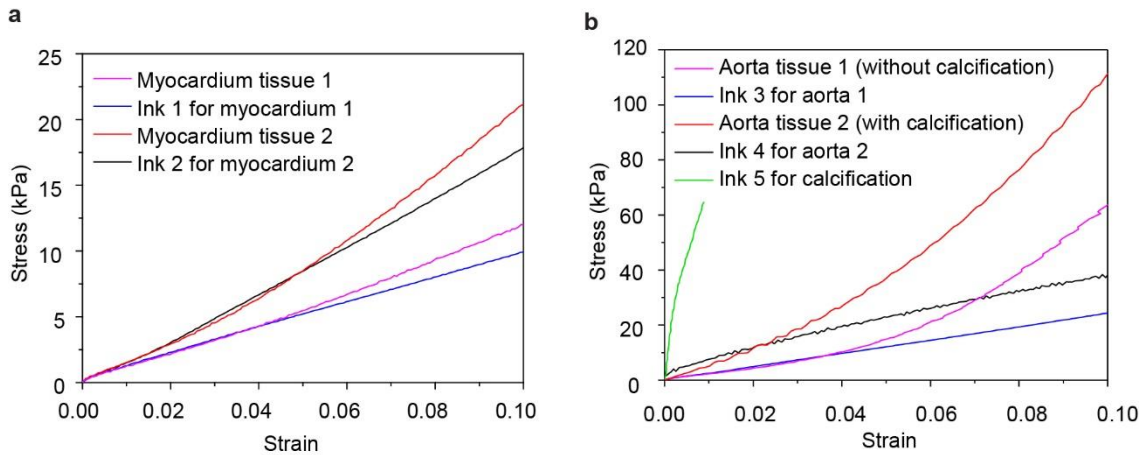 a
25
20
15
10
5
0
Stress (kPa)
Myocardium tissue 1
Ink 1 for myocardium 1
Myocardium tissue 2
Ink 2 for myocardium 2
0.00 0.02 0.04 0.06 0.08 0.10
Strain
b
120
100
80
60
40
20
0
Stress (kPa)
Aorta tissue 1 (without calcification)
Ink 3 for aorta 1
Aorta tissue 2 (with calcification)
Ink 4 for aorta 2
Ink 5 for calcification
0.00 0.02 0.04 0.06 0.08 0.10
Strain